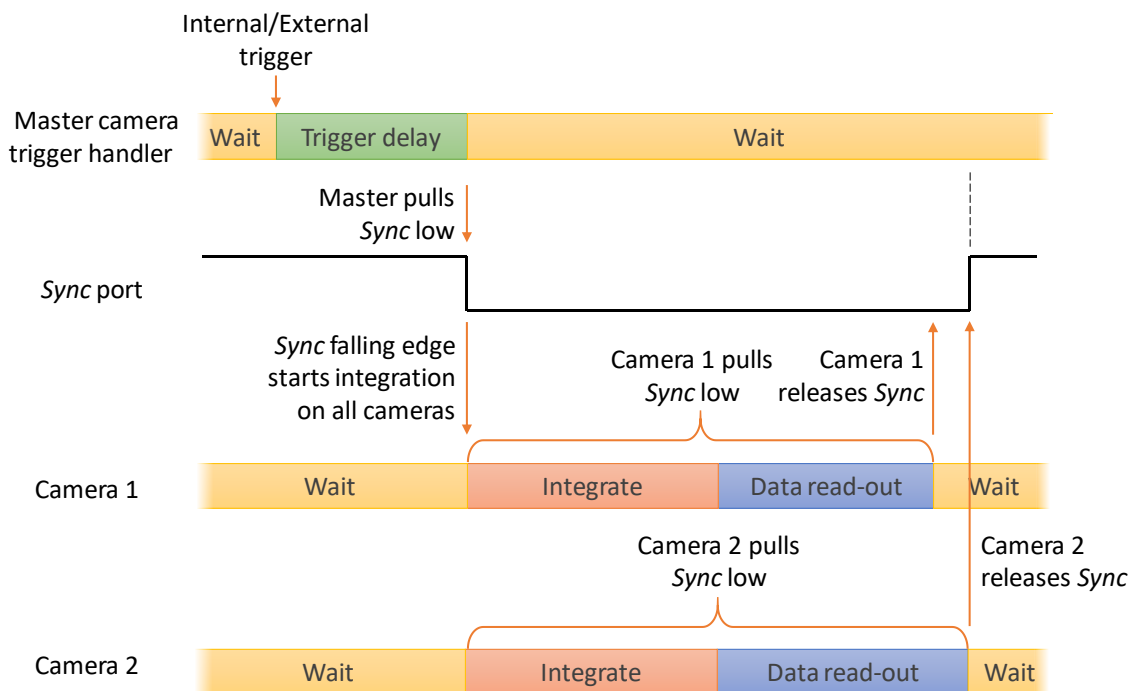 Internal/External
trigger
Master camera
trigger handler
Wait
Trigger delay
Wait
Master pulls
Sync low
Sync port
Sync falling edge
starts integration
on all cameras
Camera 1 pulls
Sync low
Camera 1
releases Sync
Camera 1
Wait
Integrate
Data read-out
Wait
Camera 2 pulls
Sync low
Camera 2
releases Sync
Camera 2
Wait
Integrate
Data read-out
Wait